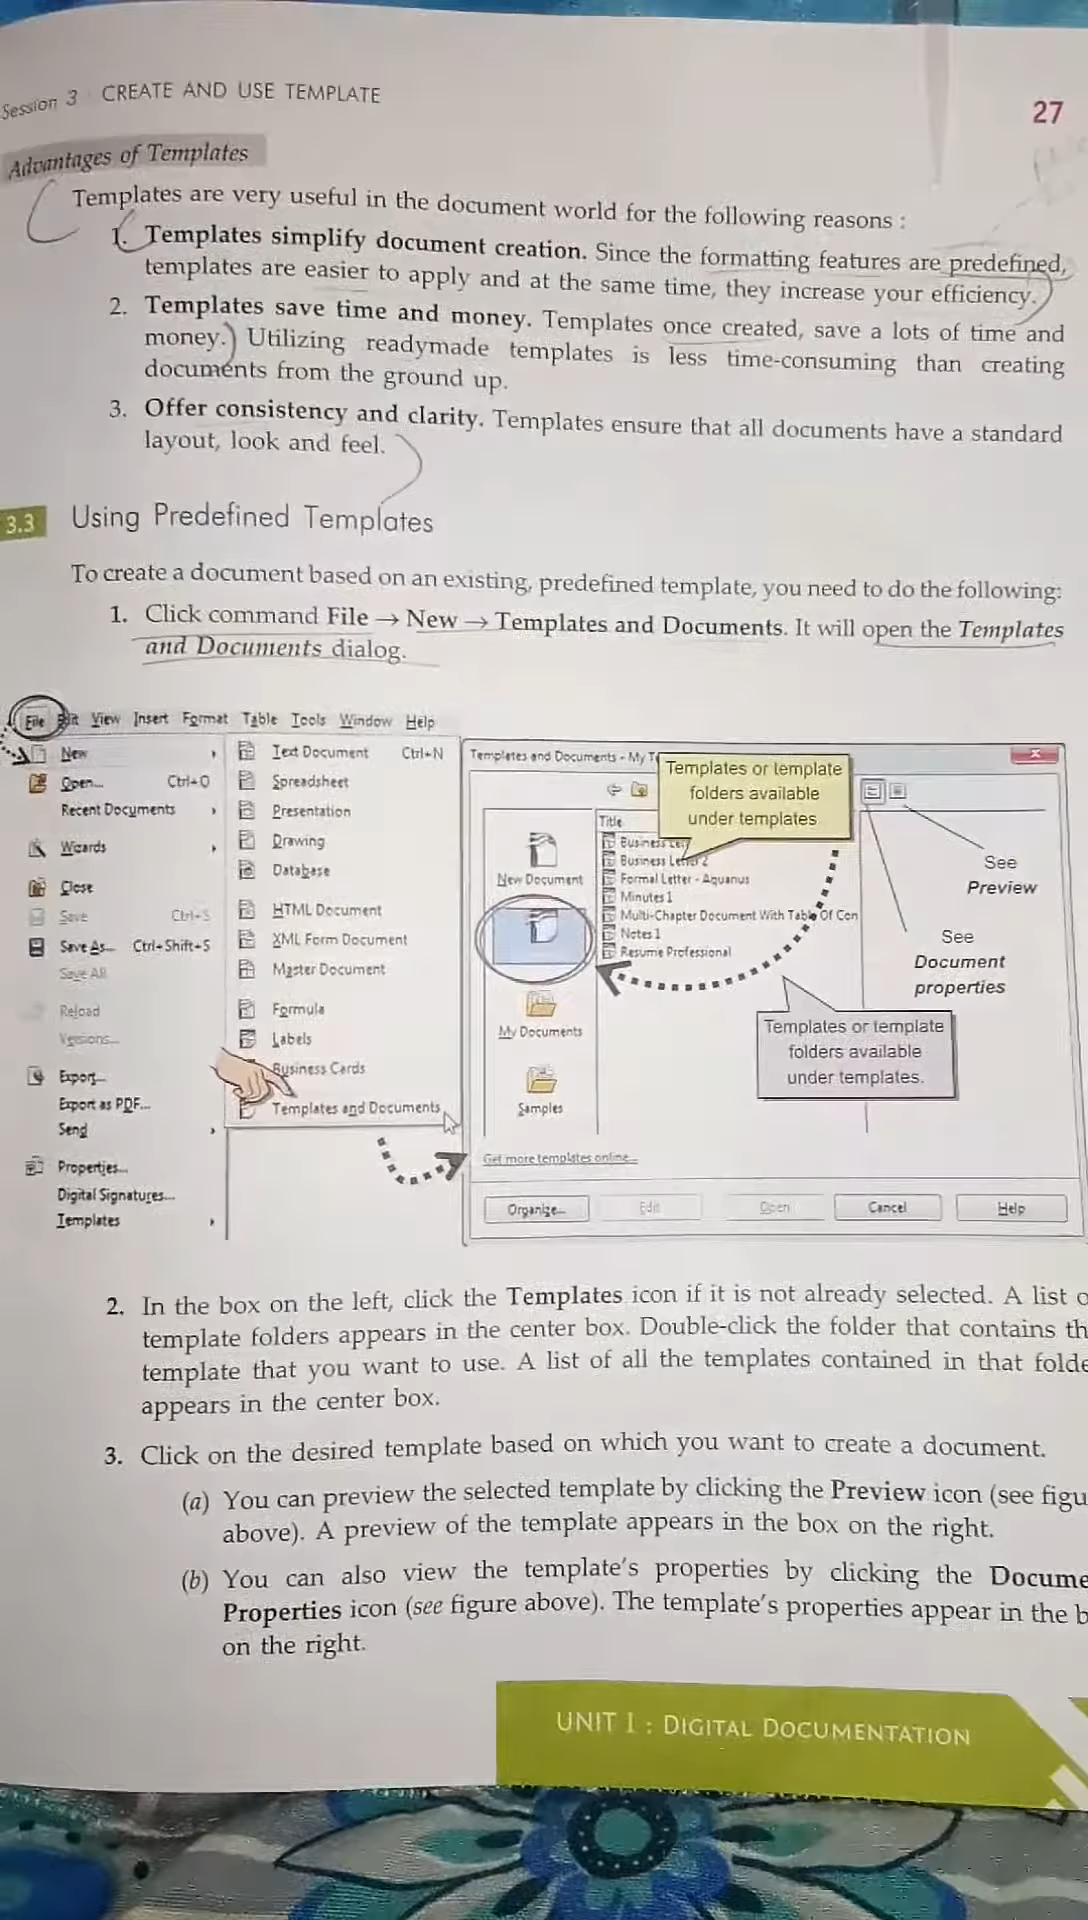 Session 3 CREATE AND USE TEMPLATE
27
Advantages of Templates
Templates are very useful in the document world for the following reasons :
1. Templates simplify document creation. Since the formatting features are predefined,
templates are easier to apply and at the same time, they increase your efficiency.
2. Templates save time and money. Templates once created, save a lots of time and
money. Utilizing readymade templates is less time-consuming than creating
documents from the ground up.
3. Offer consistency and clarity. Templates ensure that all documents have a standard
layout, look and feel.
3.3 Using Predefined Templates
To create a document based on an existing, predefined template, you need to do the following:
1. Click command File → New → Templates and Documents. It will open the Templates
and Documents dialog.
File Edit View Insert Format Table Tools Window Help
New
Open... Ctrl+O
Recent Documents
Wizards
Close
Save Ctrl+S
Save As... Ctrl+Shift+S
Save All
Reload
Versions...
Export...
Export as PDF...
Send
Properties...
Digital Signatures...
Templates
Text Document Ctrl+N
Spreadsheet
Presentation
Drawing
Database
HTML Document
XML Form Document
Master Document
Formula
Labels
Business Cards
Templates and Documents
Templates and Documents - My T
Templates or template
folders available
under templates
New Document
My Documents
Samples
Title
Business Le
Business Letter 2
Formal Letter - Aquanus
Minutes 1
Multi-Chapter Document With Table Of Con
Notes 1
Resume Professional
See
Preview
See
Document
properties
Templates or template
folders available
under templates.
Get more templates online...
Organize... Edit Open Cancel Help
2. In the box on the left, click the Templates icon if it is not already selected. A list o
template folders appears in the center box. Double-click the folder that contains th
template that you want to use. A list of all the templates contained in that folde
appears in the center box.
3. Click on the desired template based on which you want to create a document.
(a) You can preview the selected template by clicking the Preview icon (see figu
above). A preview of the template appears in the box on the right.
(b) You can also view the template's properties by clicking the Docume
Properties icon (see figure above). The template's properties appear in the b
on the right.
UNIT I : DIGITAL DOCUMENTATION